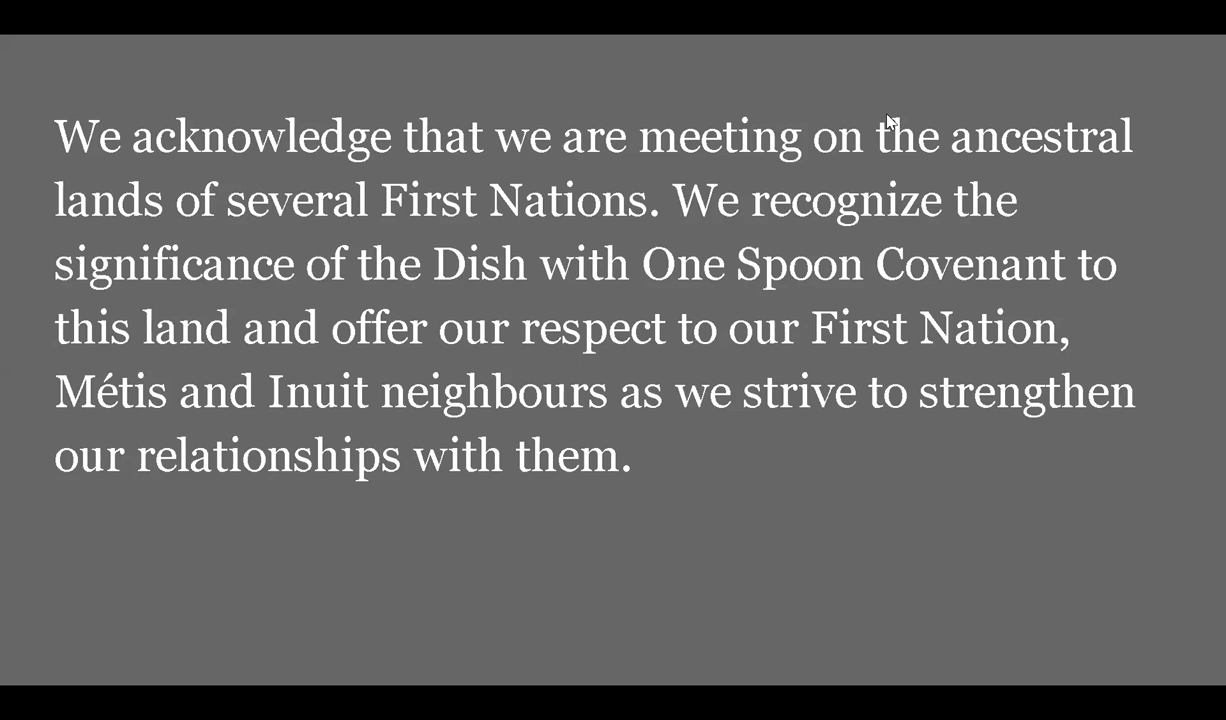 We acknowledge that we are meeting on the ancestral
lands of several First Nations. We recognize the
significance of the Dish with One Spoon Covenant to
this land and offer our respect to our First Nation,
Métis and Inuit neighbours as we strive to strengthen
our relationships with them.